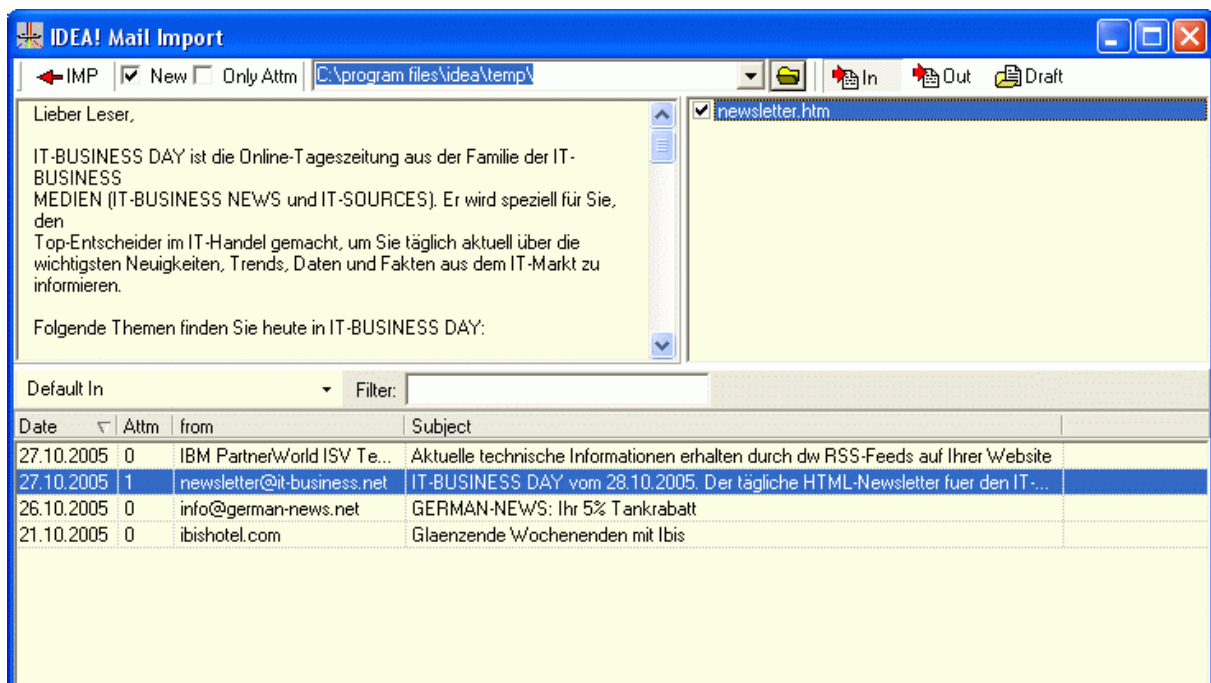 IDEA! Mail Import
IMP New Only Attm C:\program files\idea\temp\ In Out Draft
Lieber Leser,
IT-BUSINESS DAY ist die Online-Tageszeitung aus der Familie der IT-
BUSINESS
MEDIEN (IT-BUSINESS NEWS und IT-SOURCES). Er wird speziell für Sie,
den
Top-Entscheider im IT-Handel gemacht, um Sie täglich aktuell über die
wichtigsten Neuigkeiten, Trends, Daten und Fakten aus dem IT-Markt zu
informieren.
Folgende Themen finden Sie heute in IT-BUSINESS DAY:
newsletter.htm
Default In Filter:
Date Attm from Subject
27.10.2005 0 IBM PartnerWorld ISV Te... Aktuelle technische Informationen erhalten durch dw RSS-Feeds auf Ihrer Website
27.10.2005 1 newsletter@it-business.net IT-BUSINESS DAY vom 28.10.2005. Der tägliche HTML-Newsletter fuer den IT-...
26.10.2005 0 info@german-news.net GERMAN-NEWS: Ihr 5% Tankrabatt
21.10.2005 0 ibishotel.com Glaenzende Wochenenden mit Ibis